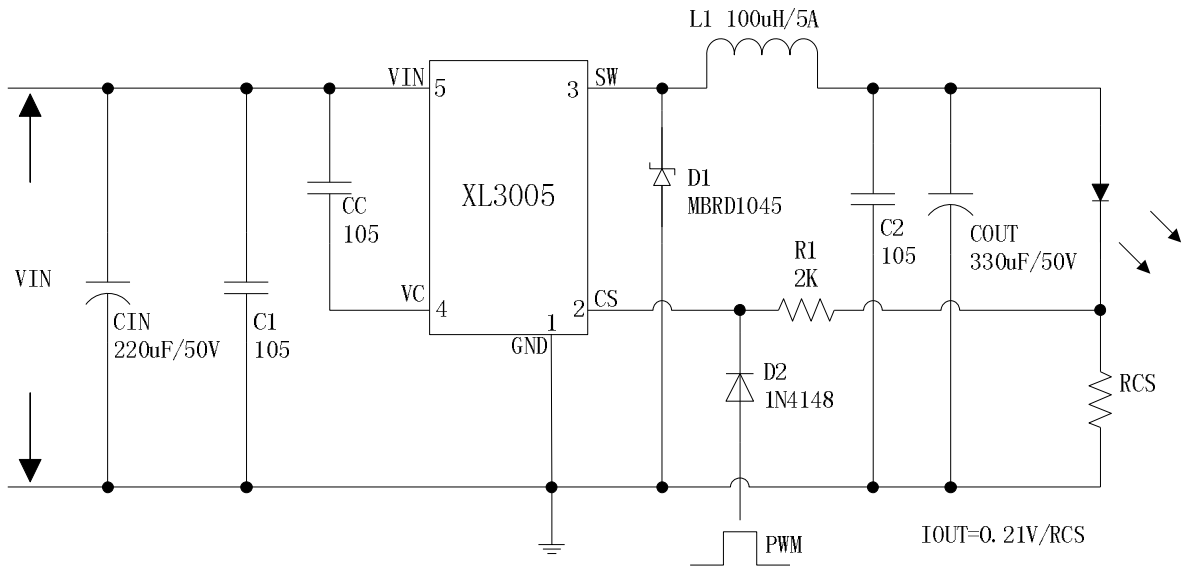 L1 100uH/5A
VIN
5
3
SW
XL3005
D1
MBRD1045
CC
105
C2
105
COUT
330uF/50V
R1
2K
VIN
VC
4
2
CS
CIN
220uF/50V
C1
105
1
GND
D2
1N4148
RCS
PWM
IOUT=0.21V/RCS